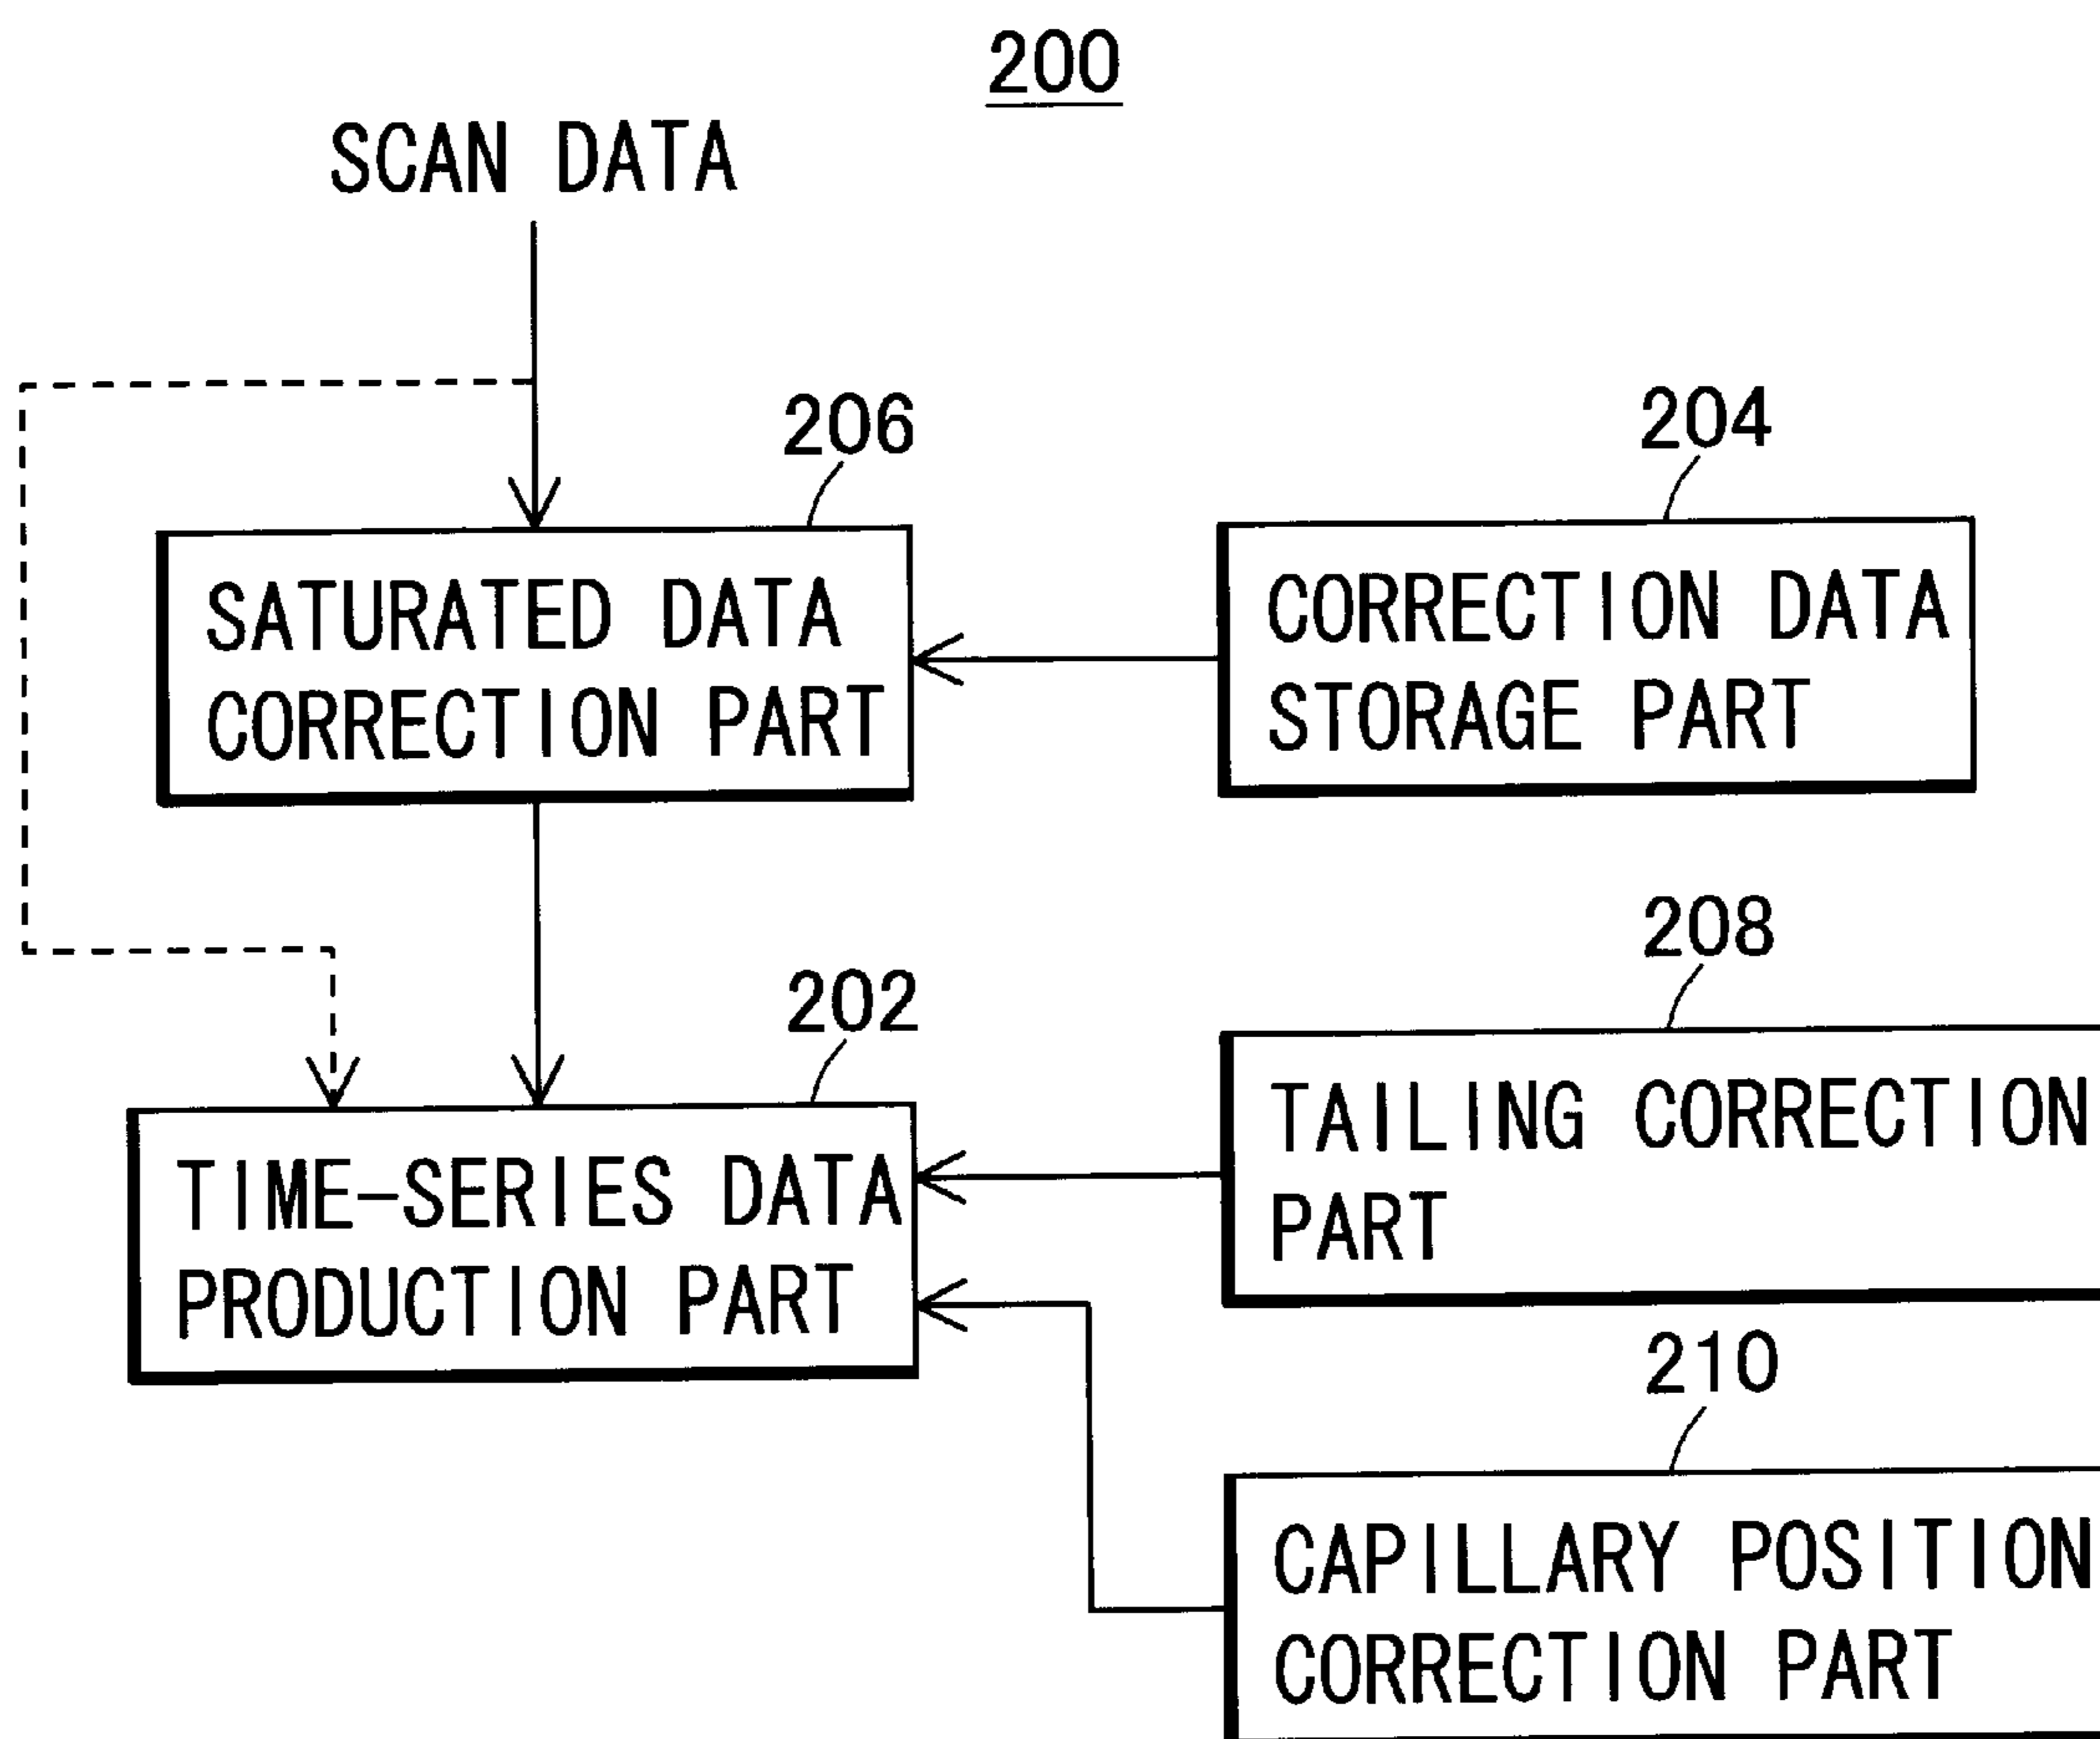 200
SCAN DATA
206
SATURATED DATA
CORRECTION PART
204
CORRECTION DATA
STORAGE PART
202
TIME-SERIES DATA
PRODUCTION PART
208
TAILING CORRECTION
PART
210
CAPILLARY POSITION
CORRECTION PART